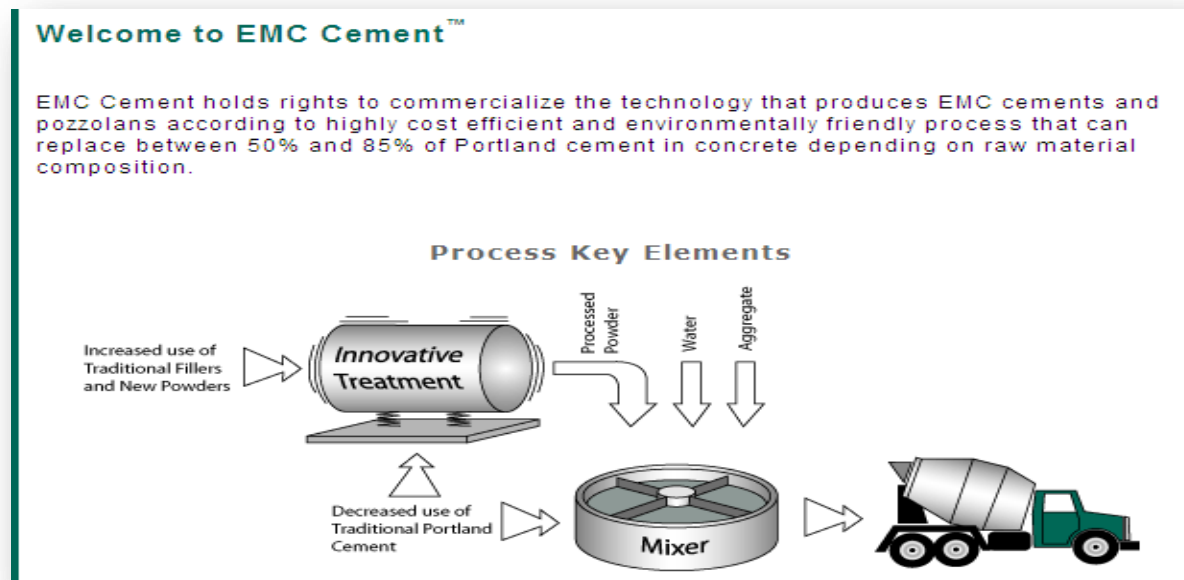 Welcome to EMC Cement™
EMC Cement holds rights to commercialize the technology that produces EMC cements and
pozzolans according to highly cost efficient and environmentally friendly process that can
replace between 50% and 85% of Portland cement in concrete depending on raw material
composition.
Process Key Elements
Increased use of
Traditional Fillers
and New Powders
Innovative
Treatment
Processed
Powder
Water
Aggregate
Decreased use of
Traditional Portland
Cement
Mixer